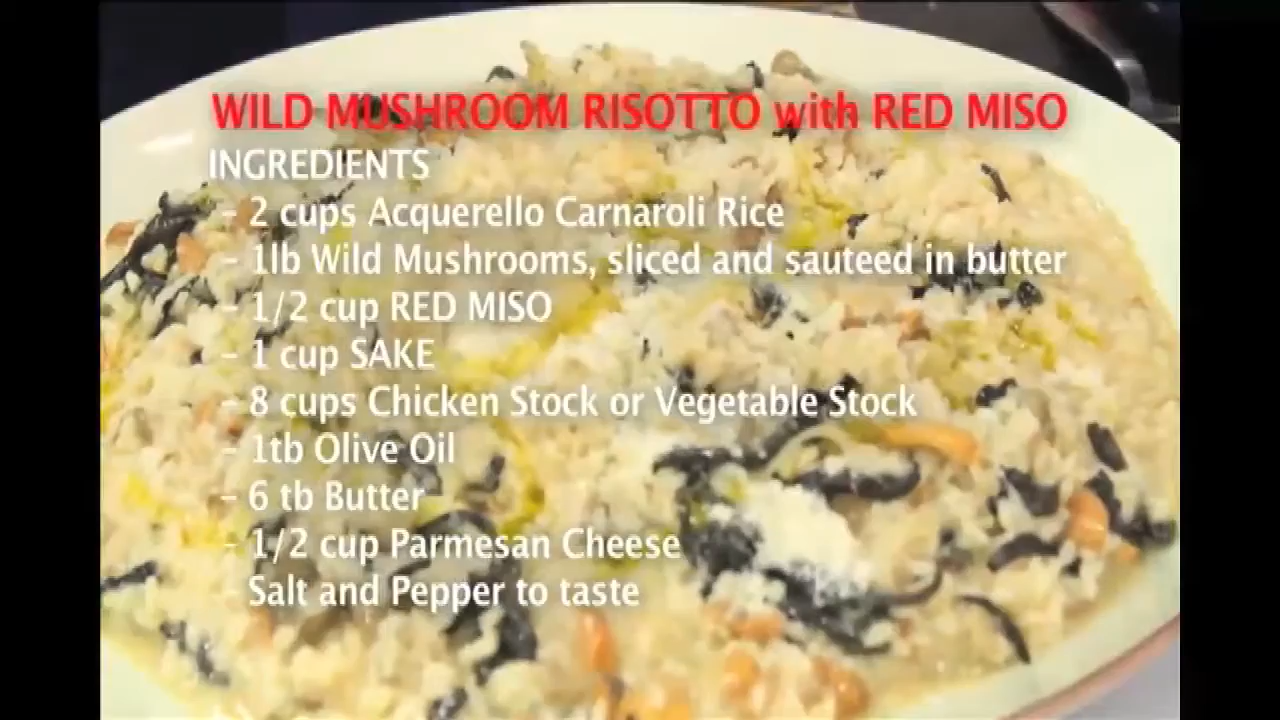 WILD MUSHROOM RISOTTO with RED MISO
INGREDIENTS
- 2 cups Acquerello Carnaroli Rice
- 1lb Wild Mushrooms, sliced and sauteed in butter
- 1/2 cup RED MISO
- 1 cup SAKE
- 8 cups Chicken Stock or Vegetable Stock
- 1tb Olive Oil
- 6 tb Butter
- 1/2 cup Parmesan Cheese
- Salt and Pepper to taste